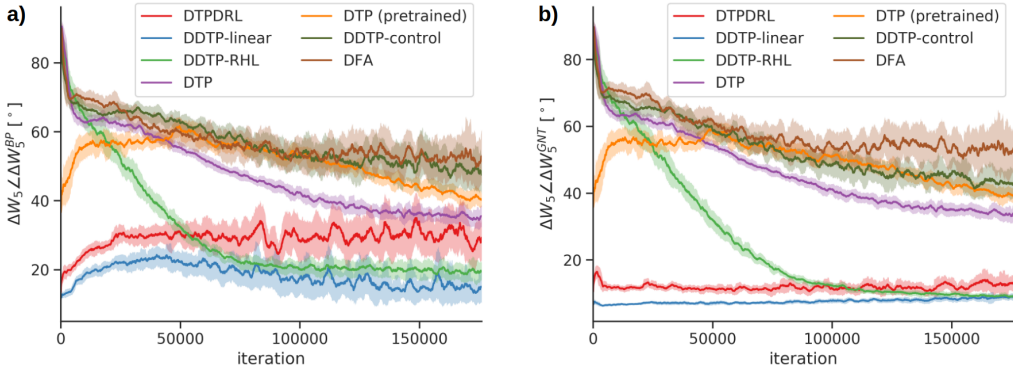 a)
DTPDRL
DDTP-linear
DDTP-RHL
DTP
DTP (pretrained)
DDTP-control
DFA
ΔW₅∠ΔW₅ᴮᴾ [ ° ]
80
60
40
20
0
50000
100000
150000
iteration
b)
DTPDRL
DDTP-linear
DDTP-RHL
DTP
DTP (pretrained)
DDTP-control
DFA
ΔW₅∠ΔW₅ᴳᴺᵀ [ ° ]
80
60
40
20
0
50000
100000
150000
iteration